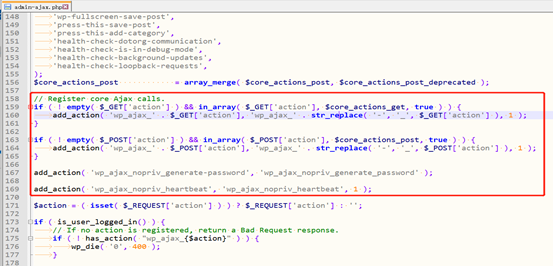 admin-ajax.php
148 'wp-fullscreen-save-post',
149 'press-this-save-post',
150 'press-this-add-category',
151 'health-check-dotorg-communication',
152 'health-check-is-in-debug-mode',
153 'health-check-background-updates',
154 'health-check-loopback-requests',
155 );
156 $core_actions_post = array_merge( $core_actions_post, $core_actions_post_deprecated );
157
158 // Register core Ajax calls.
159 if ( ! empty( $_GET['action'] ) && in_array( $_GET['action'], $core_actions_get, true ) ) {
160 add_action( 'wp_ajax_' . $_GET['action'], 'wp_ajax_' . str_replace( '-', '_', $_GET['action'] ), 1 );
161 }
162
163 if ( ! empty( $_POST['action'] ) && in_array( $_POST['action'], $core_actions_post, true ) ) {
164 add_action( 'wp_ajax_' . $_POST['action'], 'wp_ajax_' . str_replace( '-', '_', $_POST['action'] ), 1 );
165 }
166
167 add_action( 'wp_ajax_nopriv_generate-password', 'wp_ajax_nopriv_generate_password' );
168
169 add_action( 'wp_ajax_nopriv_heartbeat', 'wp_ajax_nopriv_heartbeat', 1 );
170
171 $action = ( isset( $_REQUEST['action'] ) ) ? $_REQUEST['action'] : '';
172
173 if ( is_user_logged_in() ) {
174 // If no action is registered, return a Bad Request response.
175 if ( ! has_action( "wp_ajax_{$action}" ) ) {
176 wp_die( '0', 400 );
177 }